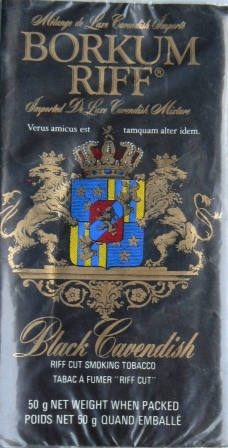 Mélange de Luxe Cavendish Importé
BORKUM
RIFF®
Imported De Luxe Cavendish Mixture
Verus amicus est tamquam alter idem.
Black Cavendish
RIFF CUT SMOKING TOBACCO
TABAC À FUMER "RIFF CUT"
50 g NET WEIGHT WHEN PACKED
POIDS NET 50 g QUAND EMBALLÉ